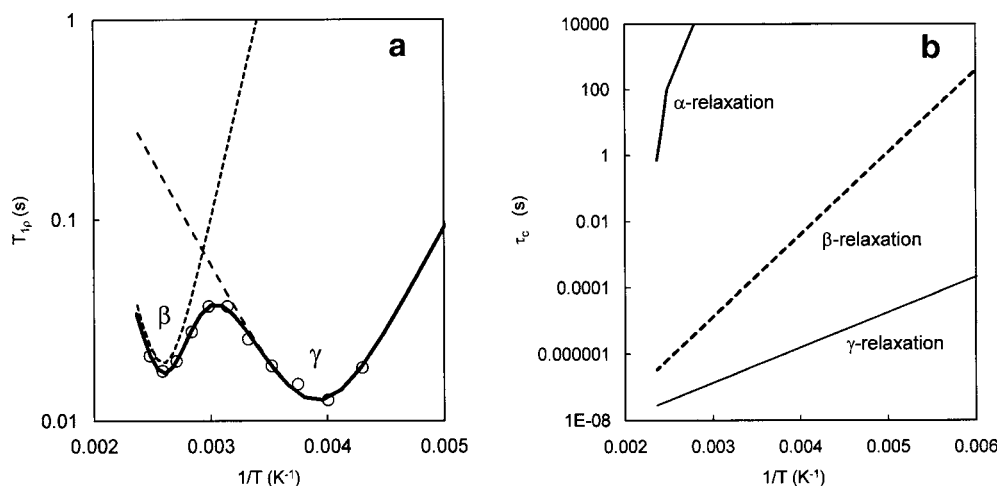 a
1
0.1
0.01
T1ρ (s)
β
γ
0.002
0.003
0.004
0.005
1/T (K-1)
b
10000
100
1
0.01
0.0001
0.000001
1E-08
τc (s)
α-relaxation
β-relaxation
γ-relaxation
0.002
0.003
0.004
0.005
0.006
1/T (K-1)